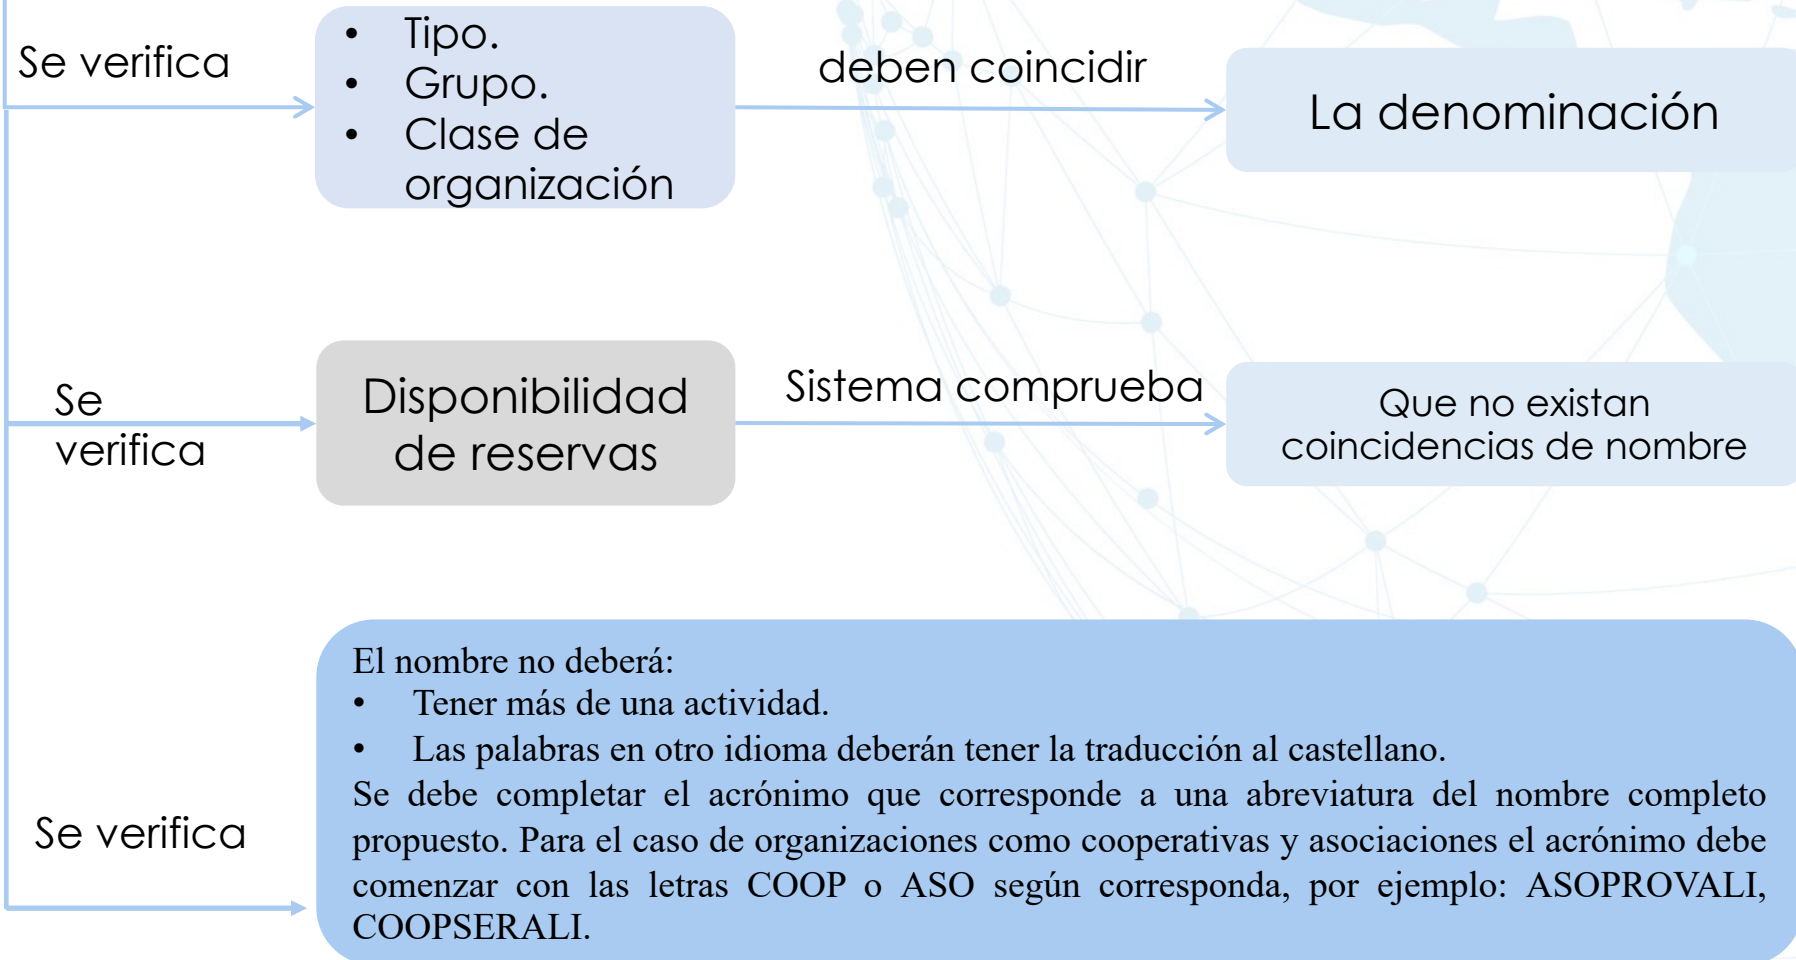 Se verifica
• Tipo.
• Grupo.
• Clase de
organización
deben coincidir
La denominación
Se
verifica
Disponibilidad
de reservas
Sistema comprueba
Que no existan
coincidencias de nombre
Se verifica
El nombre no deberá:
• Tener más de una actividad.
• Las palabras en otro idioma deberán tener la traducción al castellano.
Se debe completar el acrónimo que corresponde a una abreviatura del nombre completo
propuesto. Para el caso de organizaciones como cooperativas y asociaciones el acrónimo debe
comenzar con las letras COOP o ASO según corresponda, por ejemplo: ASOPROVALI,
COOPSERALI.